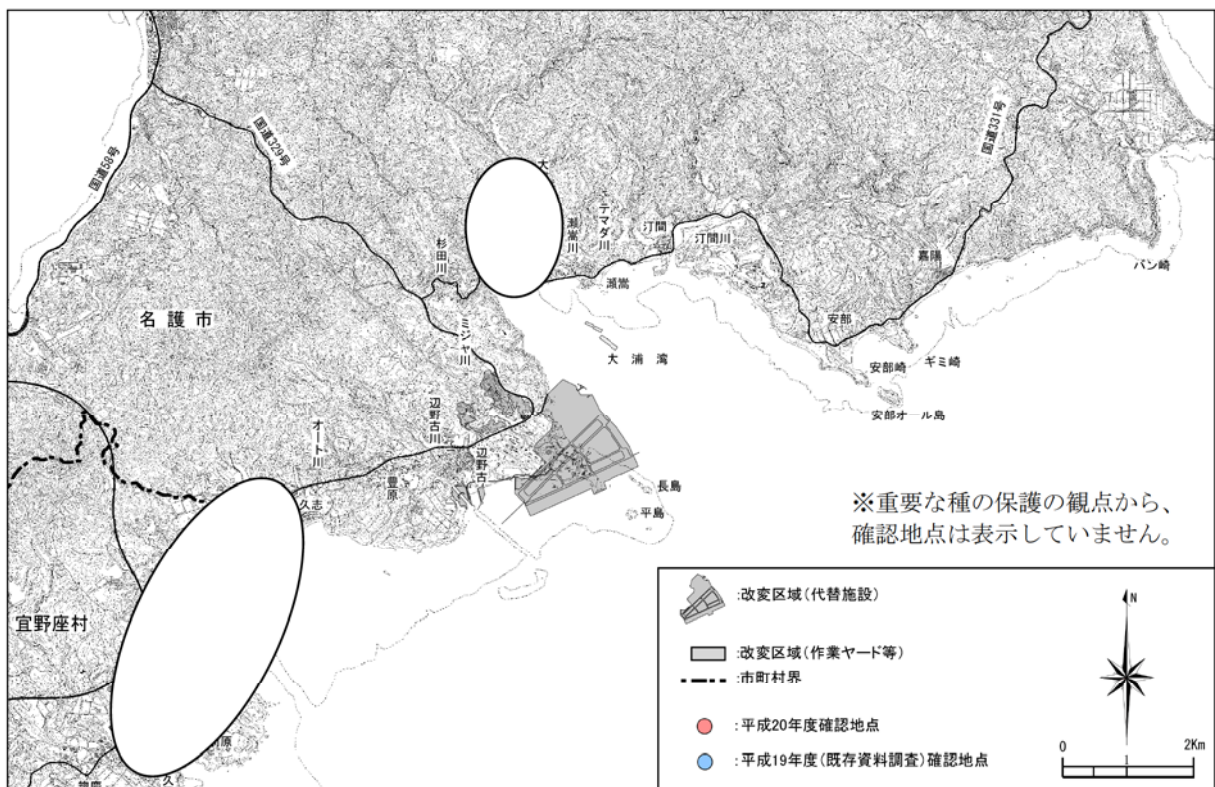 国道58号
国道329号
国道331号
大
瀬嵩川
テマダ川
汀間
汀間川
杉田川
瀬嵩
嘉陽
バン崎
名護市
ミジャ川
大浦湾
安部
安部崎
ギミ崎
安部オール島
辺野古川
オート川
豊原
辺野古
久志
長島
平島
※重要な種の保護の観点から、
確認地点は表示していません。
宜野座村
原
久
:改変区域(代替施設)
:改変区域(作業ヤード等)
:市町村界
:平成20年度確認地点
:平成19年度(既存資料調査)確認地点
N
0 1 2Km